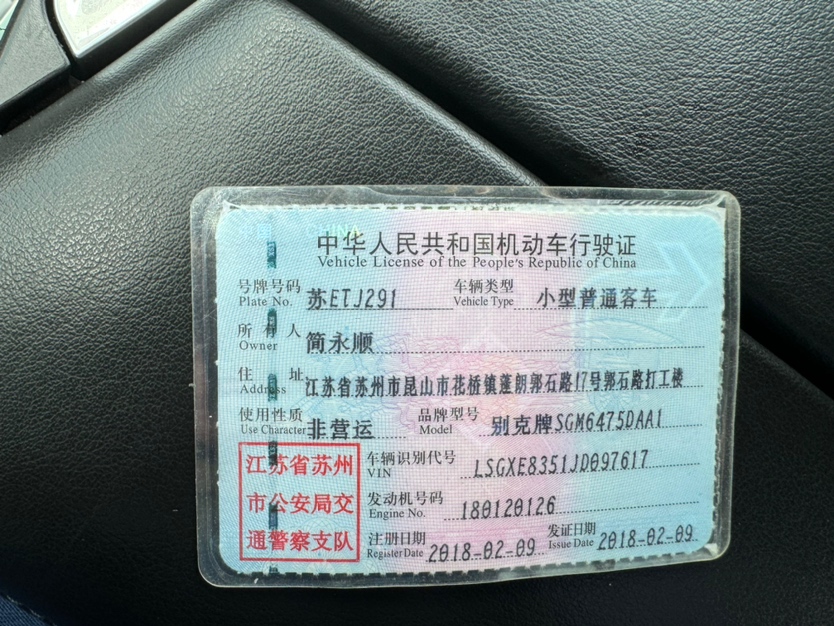 中华人民共和国机动车行驶证
Vehicle License of the People's Republic of China
号牌号码 苏ETJ291 车辆类型 小型普通客车
Plate No. Vehicle Type
所有人 简永顺
Owner
住址 江苏省苏州市昆山市花桥镇蓬朗郭石路17号郭石路打工楼
Address
使用性质 非营运 品牌型号 别克牌SGM6475DAA1
Use Character Model
江苏省苏州 车辆识别代号 LSGXE8351JD097617
VIN
市公安局交 发动机号码 180120126
Engine No.
通警察支队 注册日期 2018-02-09 发证日期 2018-02-09
Register Date Issue Date